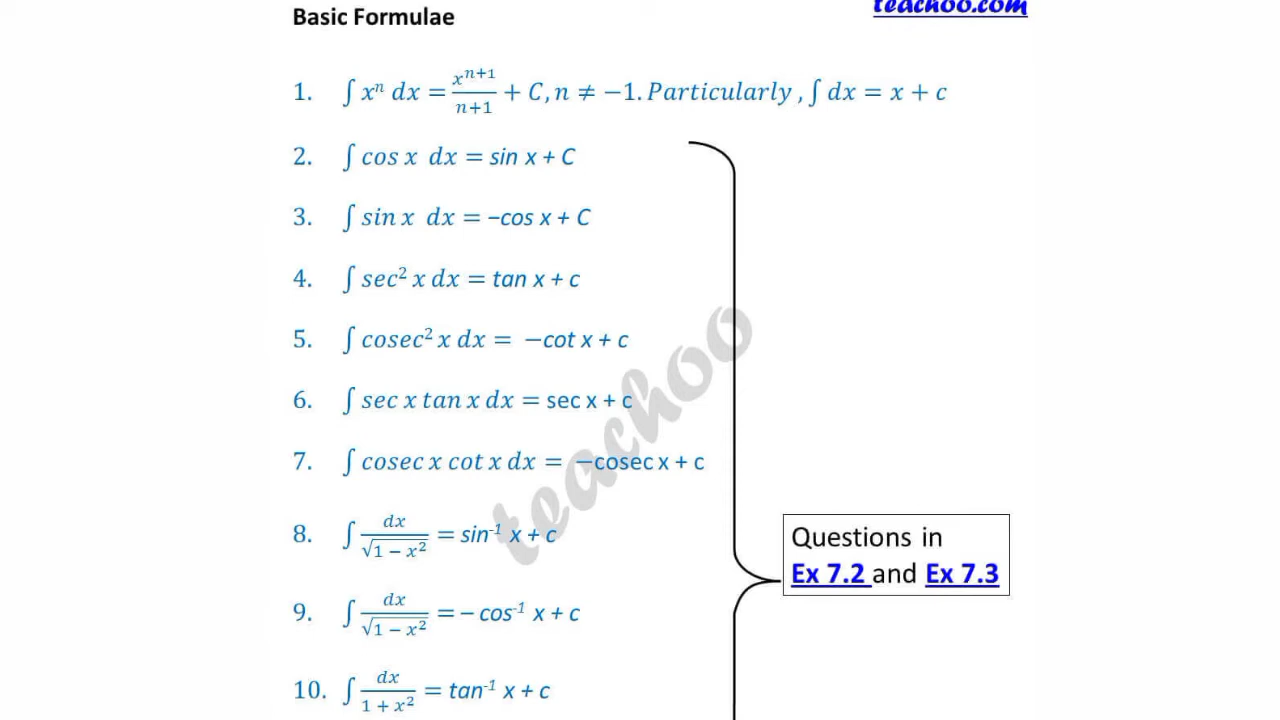 Basic Formulae
teachoo.com
1. ∫ xⁿ dx = xⁿ⁺¹/n+1 + C, n ≠ −1. Particularly , ∫ dx = x + c
2. ∫ cos x dx = sin x + C
3. ∫ sin x dx = −cos x + C
4. ∫ sec² x dx = tan x + c
5. ∫ cosec² x dx = −cot x + c
6. ∫ sec x tan x dx = sec x + c
7. ∫ cosec x cot x dx = −cosec x + c
8. ∫ dx/√1 − x² = sin⁻¹ x + c
9. ∫ dx/√1 − x² = – cos⁻¹ x + c
10. ∫ dx/1 + x² = tan⁻¹ x + c
Questions in
Ex 7.2 and Ex 7.3
teachoo